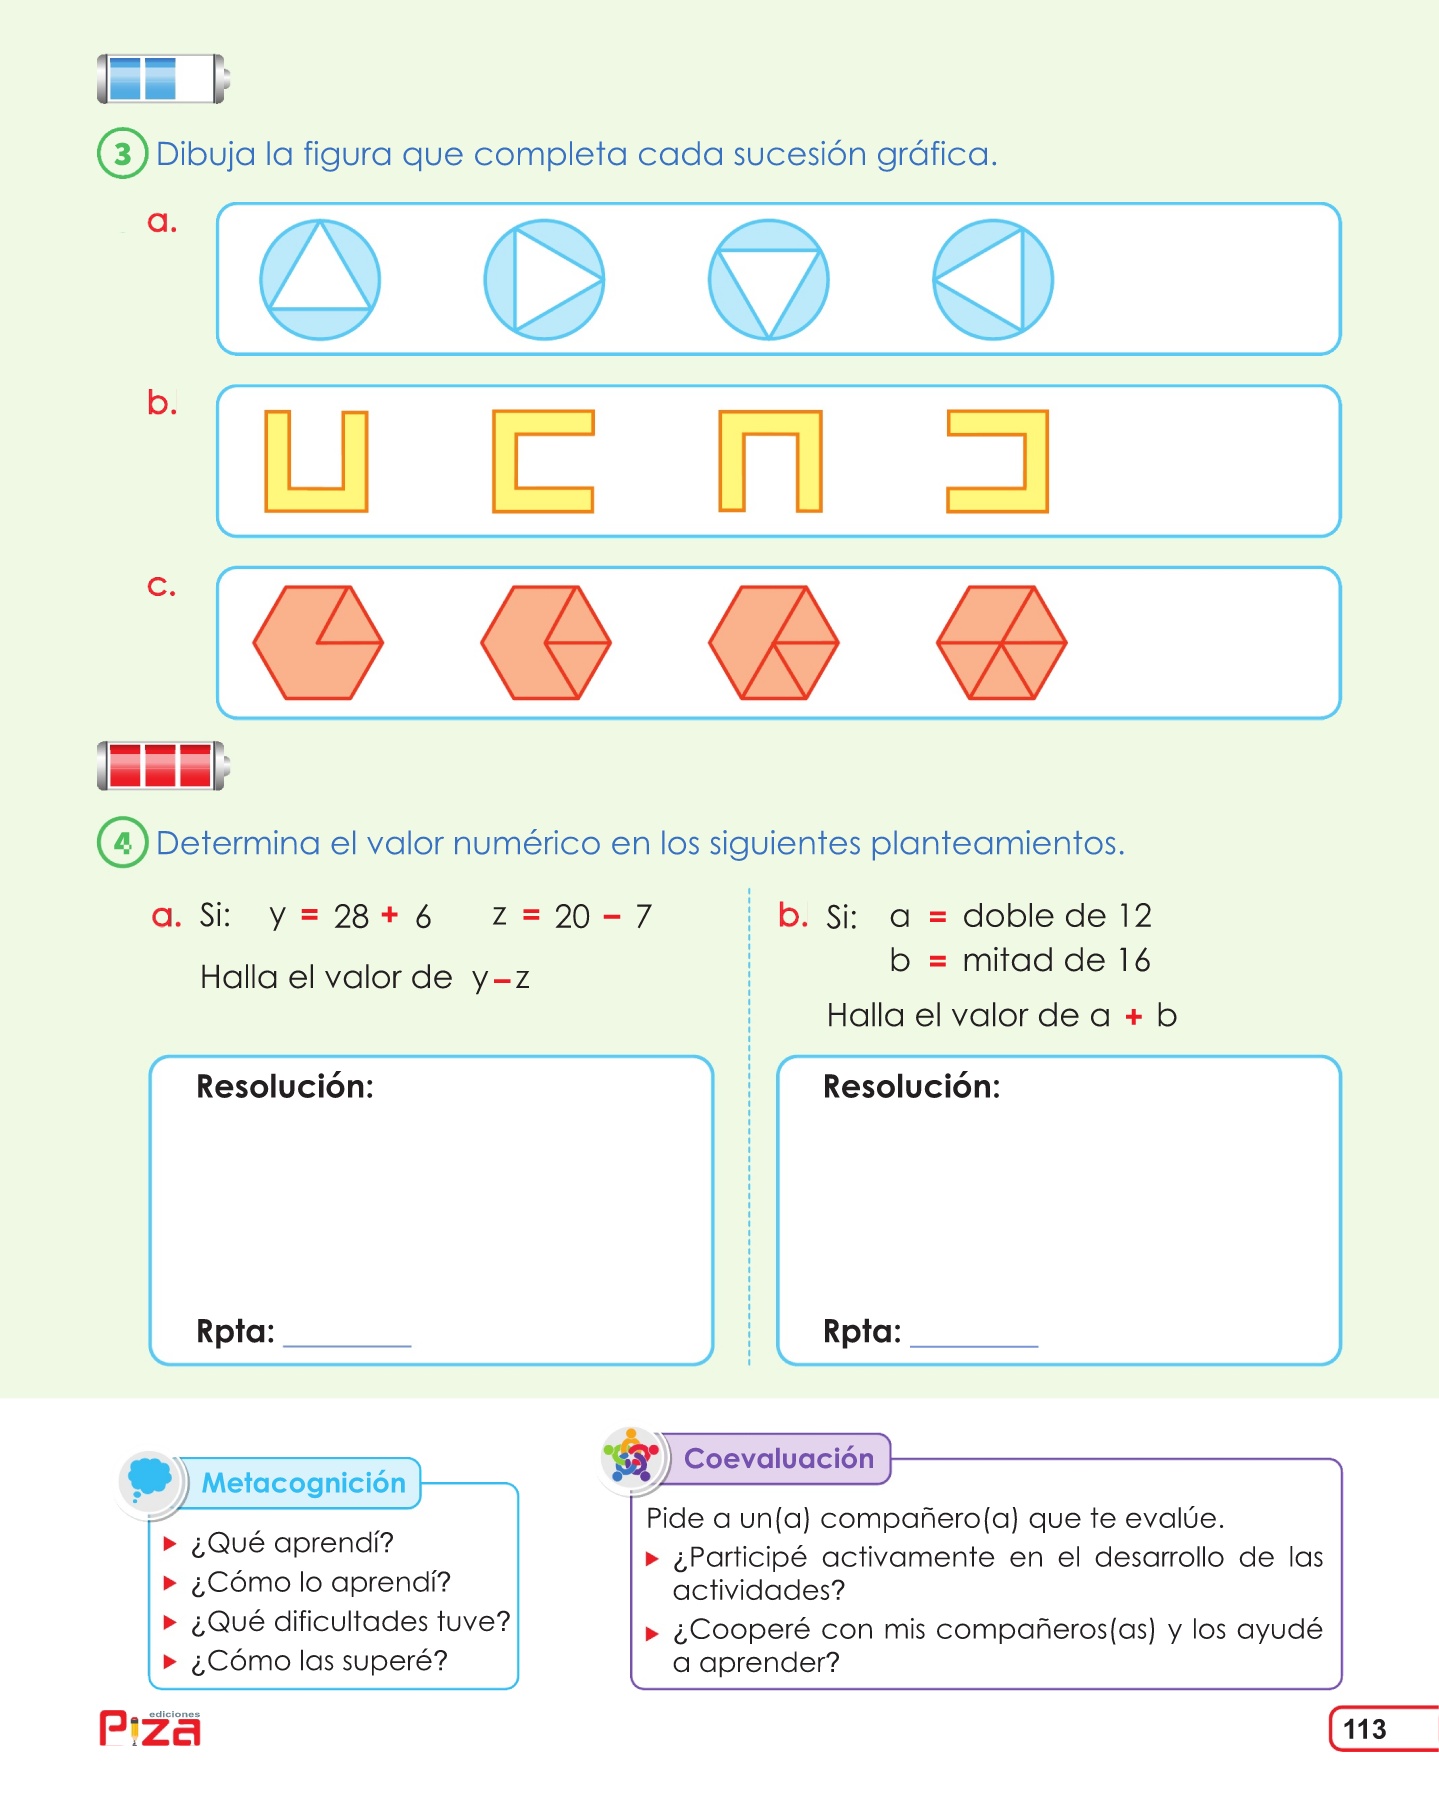 3 Dibuja la figura que completa cada sucesión gráfica.
a.
b.
c.
4 Determina el valor numérico en los siguientes planteamientos.
a. Si: y = 28 + 6 z = 20 - 7
Halla el valor de y - z
Resolución:
Rpta: ________
b. Si: a = doble de 12
b = mitad de 16
Halla el valor de a + b
Resolución:
Rpta: ________
Metacognición
¿Qué aprendí?
¿Cómo lo aprendí?
¿Qué dificultades tuve?
¿Cómo las superé?
Coevaluación
Pide a un(a) compañero(a) que te evalúe.
¿Participé activamente en el desarrollo de las
actividades?
¿Cooperé con mis compañeros(as) y los ayudé
a aprender?
ediciones
Piza
113